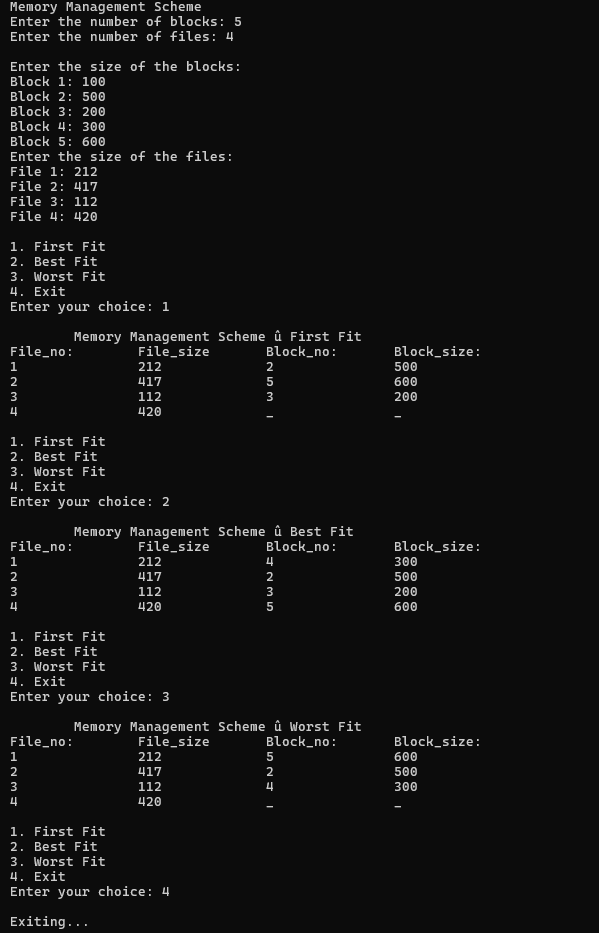 Memory Management Scheme
Enter the number of blocks: 5
Enter the number of files: 4
Enter the size of the blocks:
Block 1: 100
Block 2: 500
Block 3: 200
Block 4: 300
Block 5: 600
Enter the size of the files:
File 1: 212
File 2: 417
File 3: 112
File 4: 420
1. First Fit
2. Best Fit
3. Worst Fit
4. Exit
Enter your choice: 1
Memory Management Scheme û First Fit
File_no: File_size Block_no: Block_size:
1 212 2 500
2 417 5 600
3 112 3 200
4 420 _ _
1. First Fit
2. Best Fit
3. Worst Fit
4. Exit
Enter your choice: 2
Memory Management Scheme û Best Fit
File_no: File_size Block_no: Block_size:
1 212 4 300
2 417 2 500
3 112 3 200
4 420 5 600
1. First Fit
2. Best Fit
3. Worst Fit
4. Exit
Enter your choice: 3
Memory Management Scheme û Worst Fit
File_no: File_size Block_no: Block_size:
1 212 5 600
2 417 2 500
3 112 4 300
4 420 _ _
1. First Fit
2. Best Fit
3. Worst Fit
4. Exit
Enter your choice: 4
Exiting...